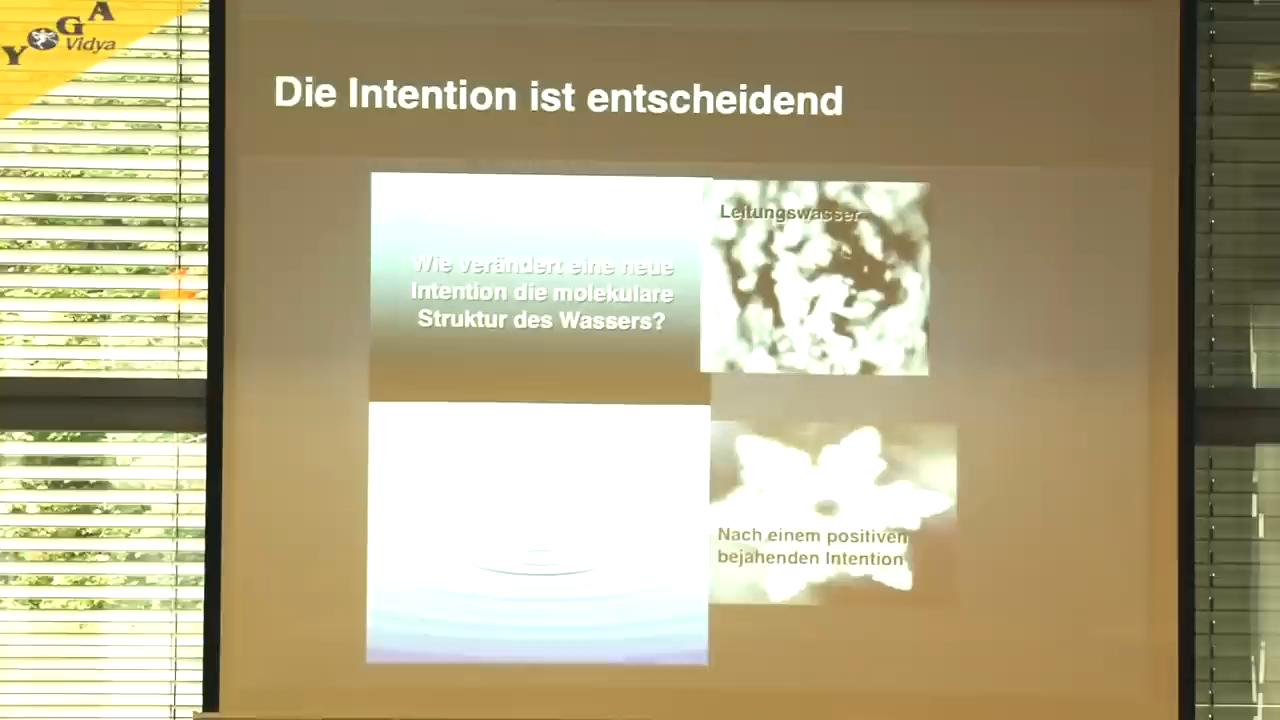 YOGA
Vidya
Die Intention ist entscheidend
Wie verändert eine neue
Intention die molekulare
Struktur des Wassers?
Leitungswasser
Nach einem positiven
bejahenden Intention